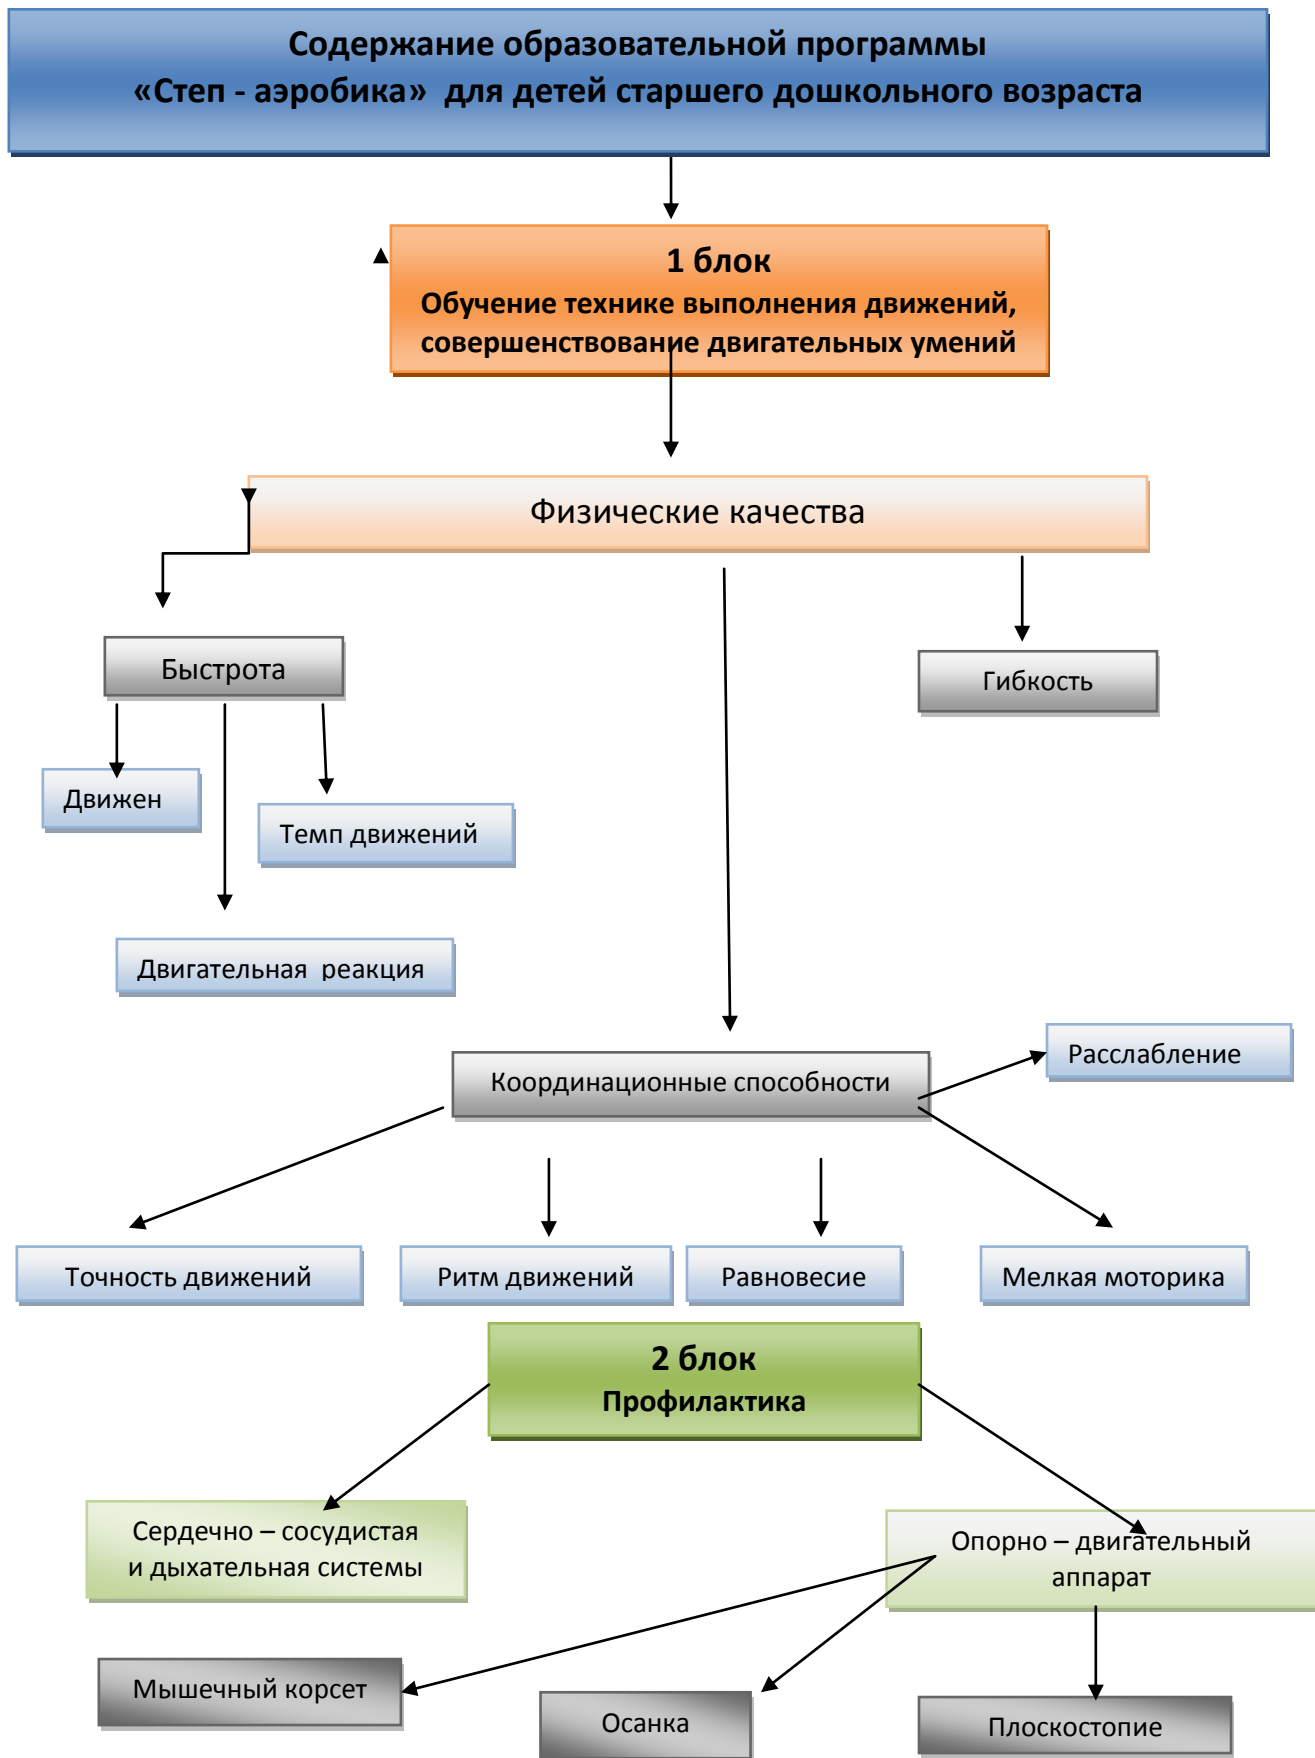 Содержание образовательной программы
«Степ - аэробика» для детей старшего дошкольного возраста
1 блок
Обучение технике выполнения движений,
совершенствование двигательных умений
Физические качества
Быстрота
Гибкость
Движен
Темп движений
Двигательная реакция
Координационные способности
Расслабление
Точность движений
Ритм движений
Равновесие
Мелкая моторика
2 блок
Профилактика
Сердечно – сосудистая
и дыхательная системы
Опорно – двигательный
аппарат
Мышечный корсет
Осанка
Плоскостопие